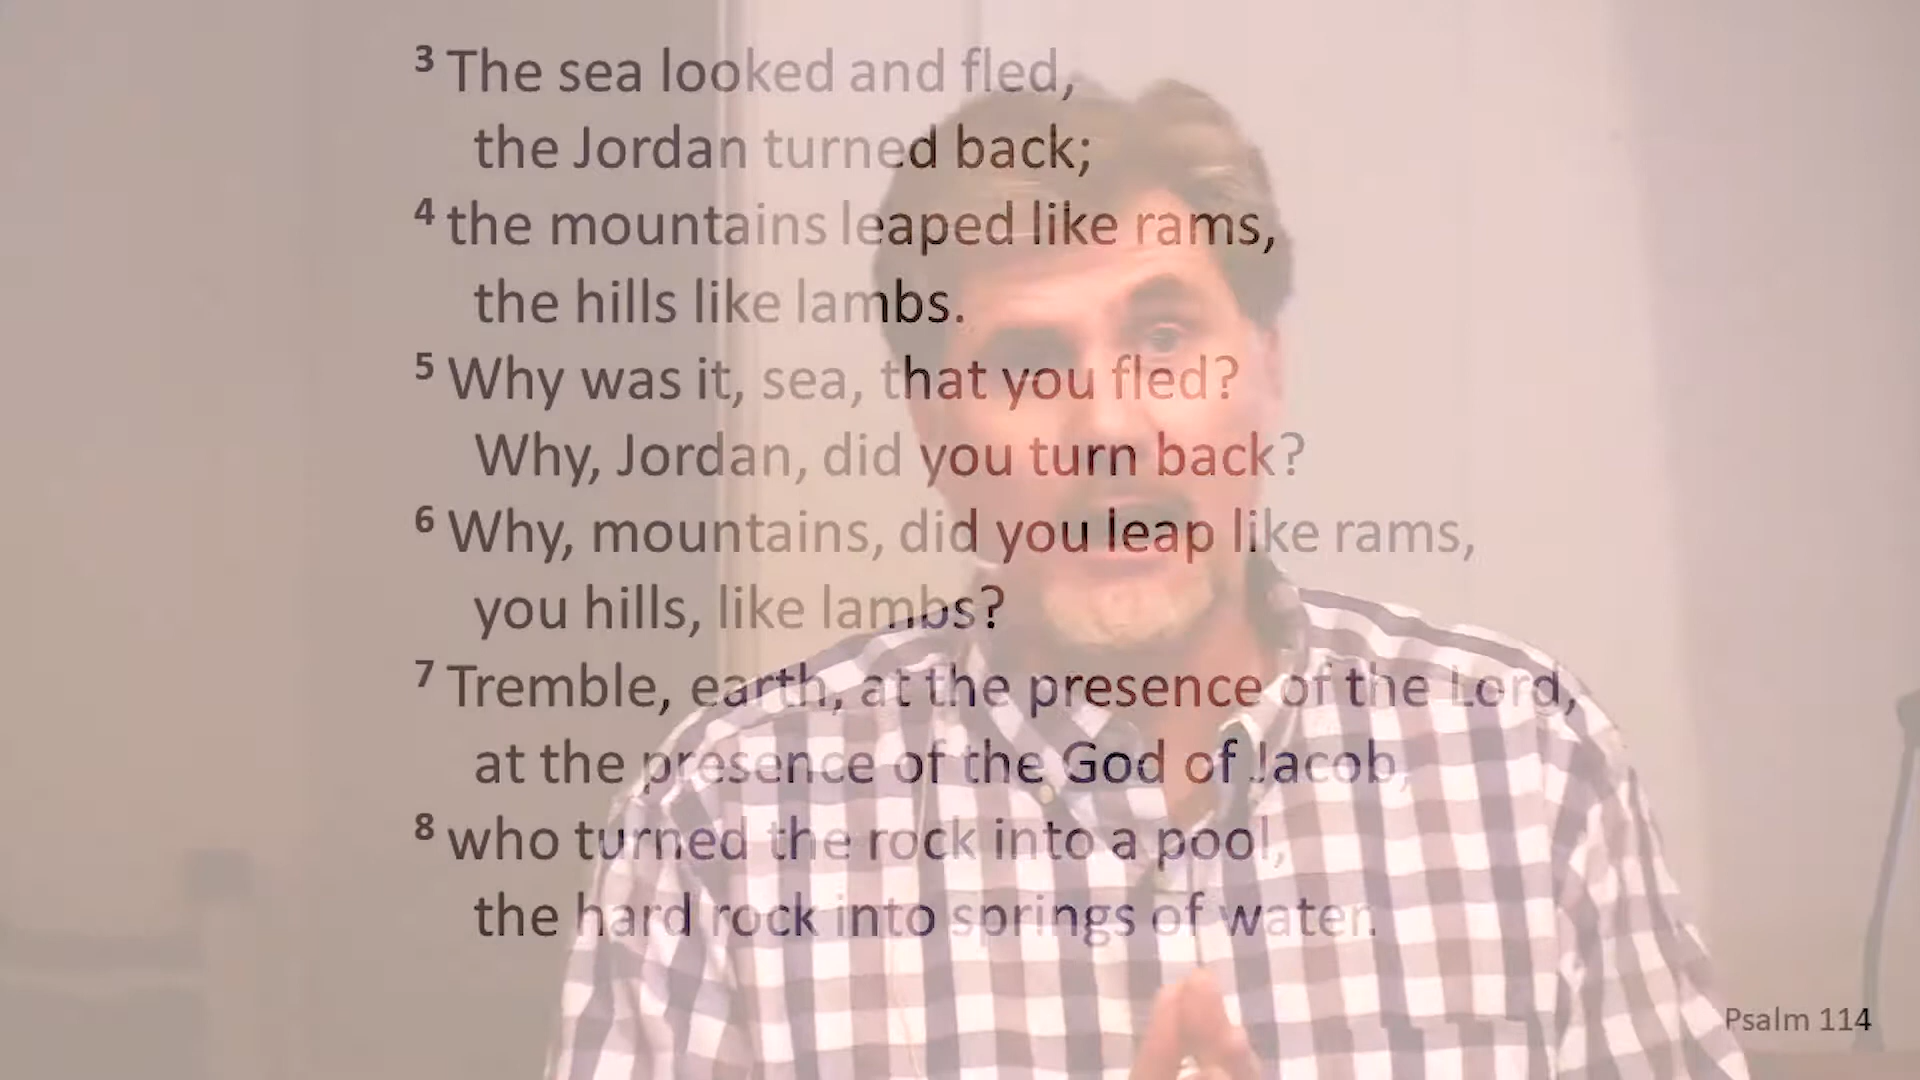 3 The sea looked and fled,
the Jordan turned back;
4 the mountains leaped like rams,
the hills like lambs.
5 Why was it, sea, that you fled?
Why, Jordan, did you turn back?
6 Why, mountains, did you leap like rams,
you hills, like lambs?
7 Tremble, earth, at the presence of the Lord,
at the presence of the God of Jacob,
8 who turned the rock into a pool,
the hard rock into springs of water.
Psalm 114